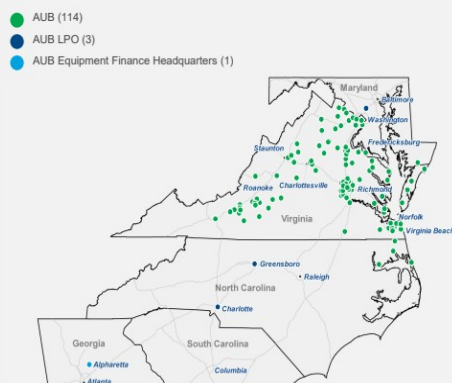 AUB (114)
AUB LPO (3)
AUB Equipment Finance Headquarters (1)
Maryland
Baltimore
Washington
Fredericksburg
Staunton
Roanoke
Charlottesville
Richmond
Virginia
Norfolk
Virginia Beach
Greensboro
Raleigh
North Carolina
Charlotte
Georgia
South Carolina
Alpharetta
Columbia
Atlanta